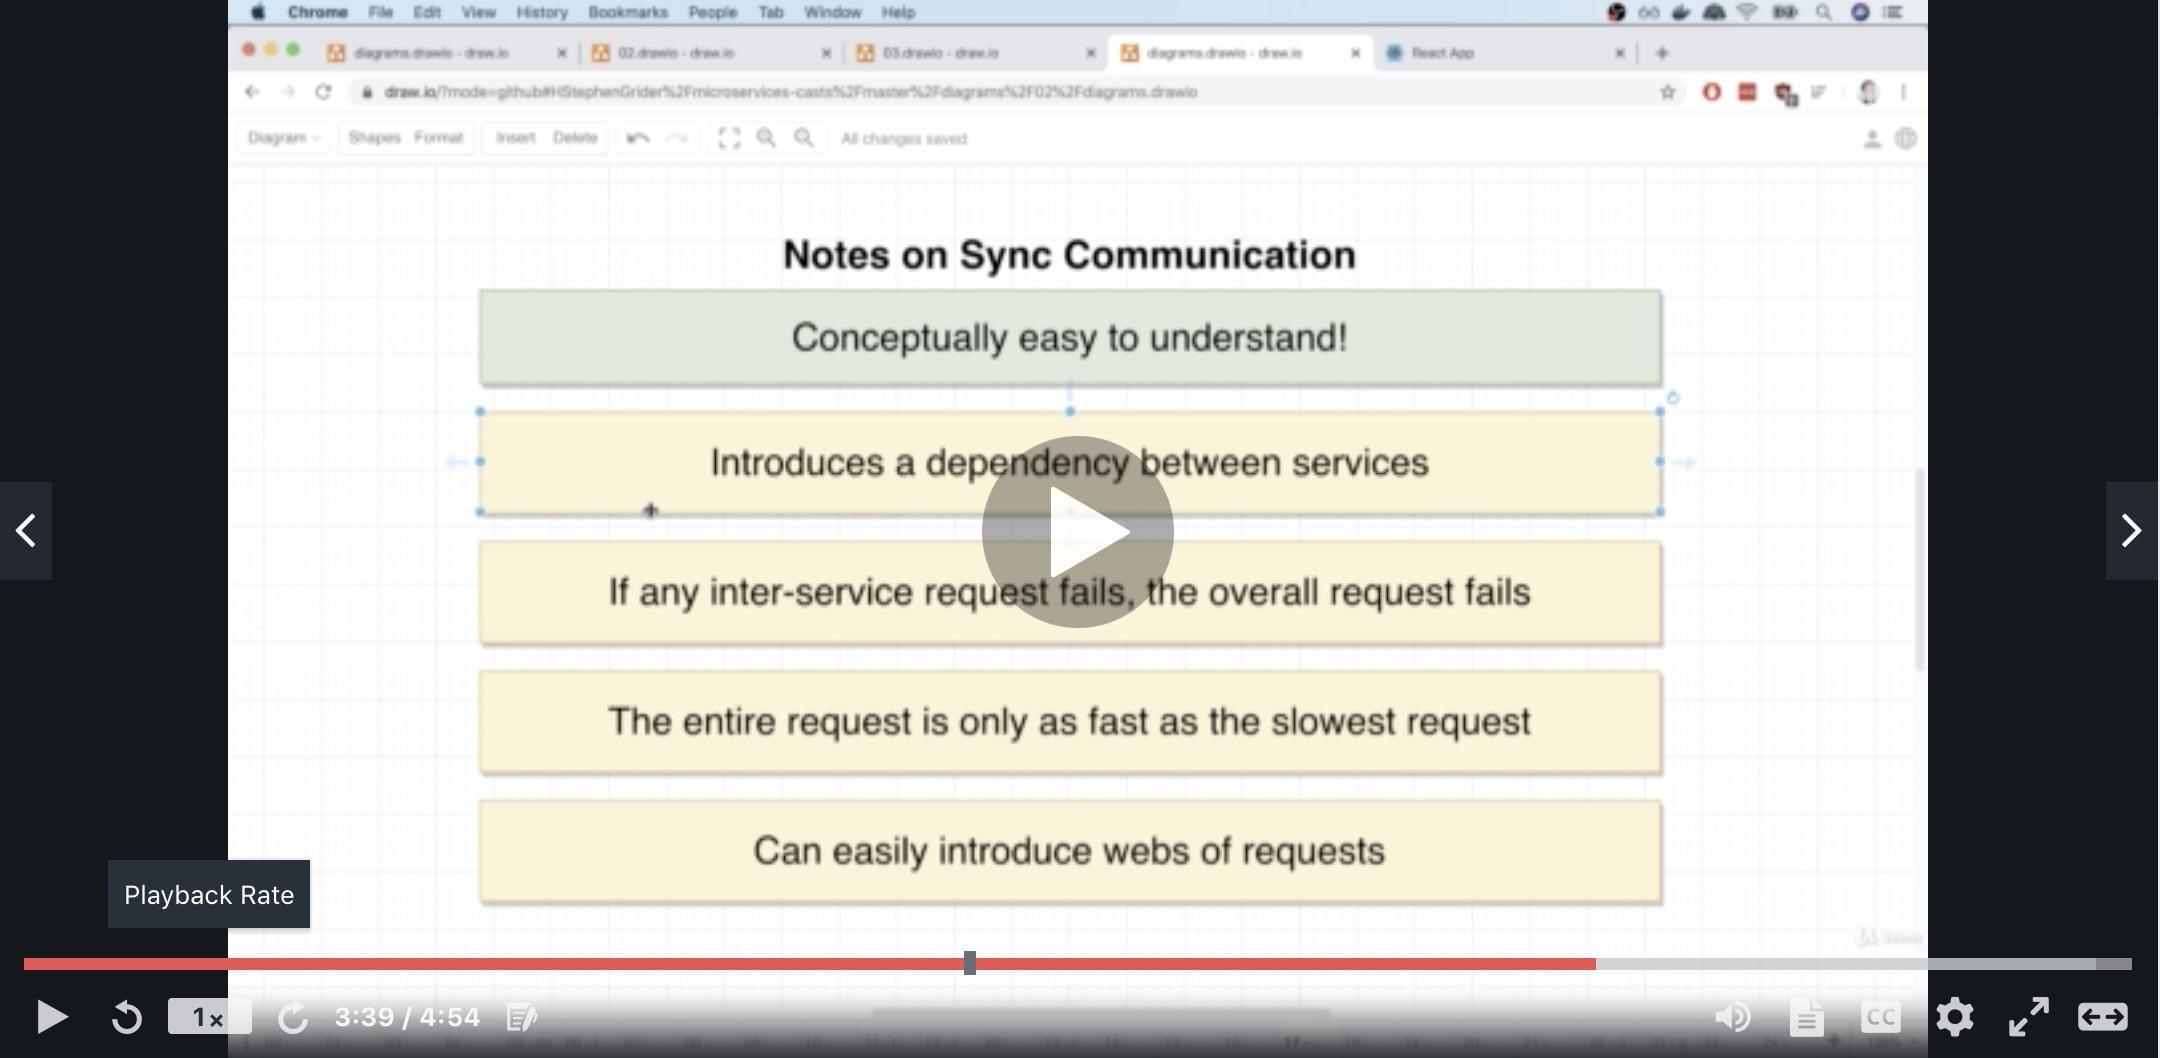 Chrome File Edit View History Bookmarks People Tab Window Help
diagrams.drawio - draw.io
02.drawio - draw.io
03.drawio - draw.io
diagrams.drawio - draw.io
React App
draw.io/?mode=github#HStephenGrider%2Fmicroservices-casts%2Fmaster%2Fdiagrams%2F02%2Fdiagrams.drawio
Diagram Shapes Format Insert Delete All changes saved
Notes on Sync Communication
Conceptually easy to understand!
Introduces a dependency between services
If any inter-service request fails, the overall request fails
The entire request is only as fast as the slowest request
Can easily introduce webs of requests
Playback Rate
1x 3:39 / 4:54 CC